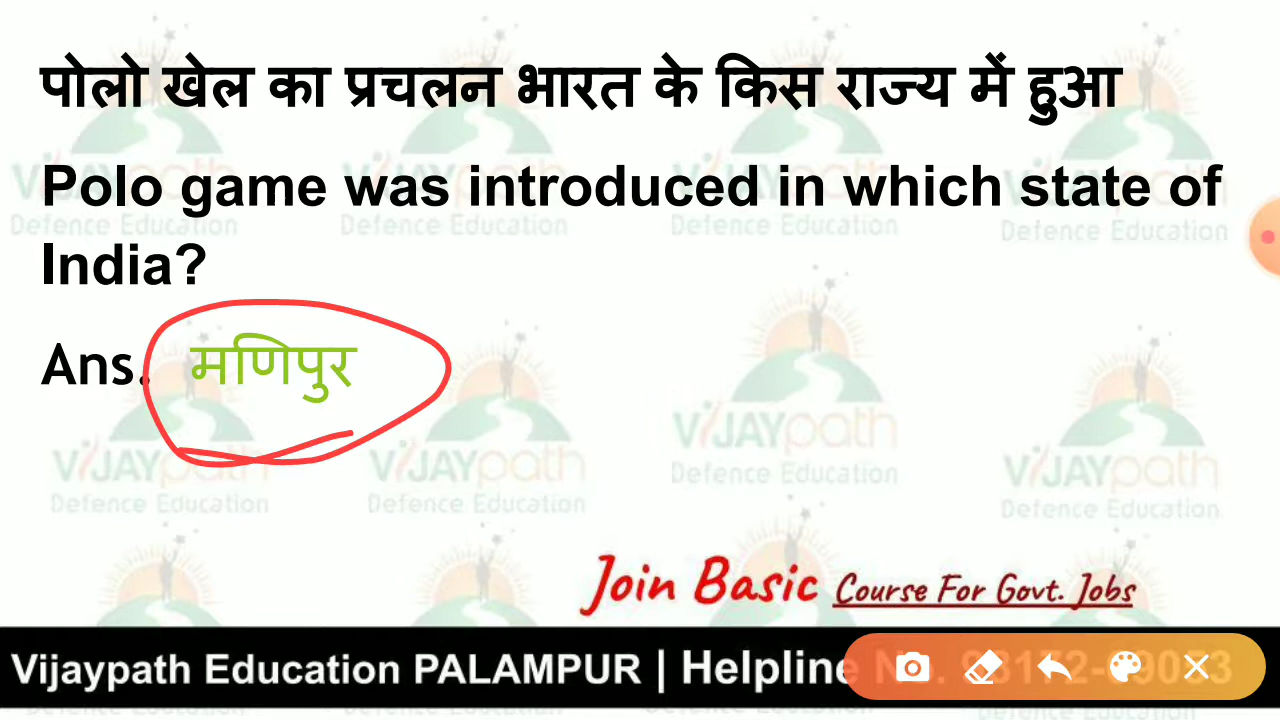 पोलो खेल का प्रचलन भारत के किस राज्य में हुआ
Polo game was introduced in which state of
India?
Ans. मणिपुर
Join Basic Course For Govt. Jobs
Vijaypath Education PALAMPUR | Helpline No.
VIJAYpath
Defence Education